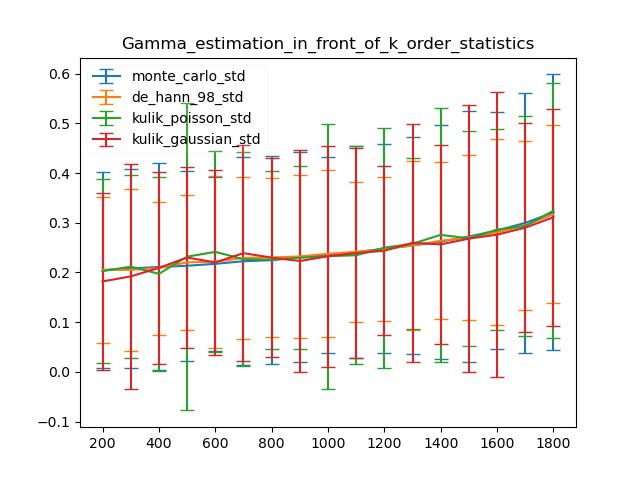 Gamma_estimation_in_front_of_k_order_statistics
monte_carlo_std
de_hann_98_std
kulik_poisson_std
kulik_gaussian_std
0.6
0.5
0.4
0.3
0.2
0.1
0.0
−0.1
200 400 600 800 1000 1200 1400 1600 1800